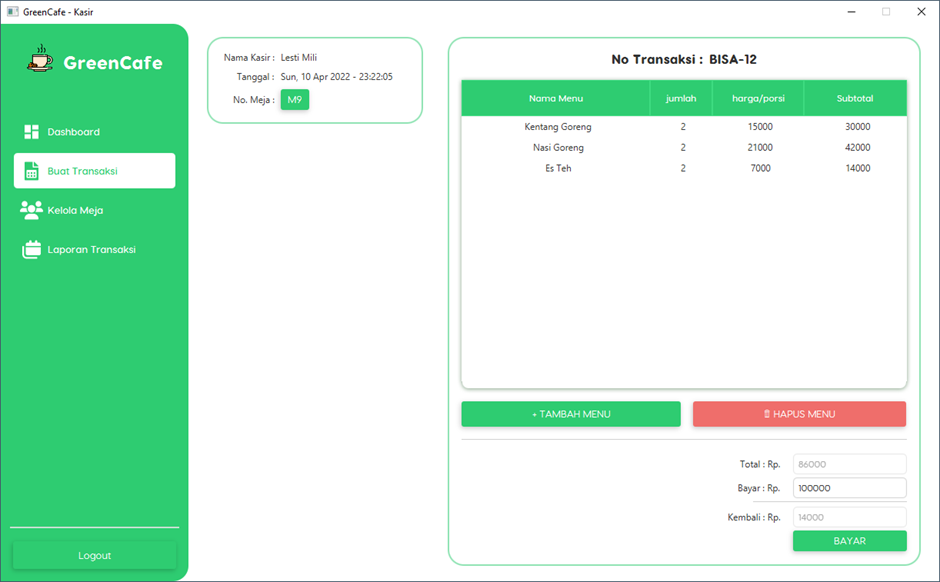 GreenCafe - Kasir
GreenCafe
Dashboard
Buat Transaksi
Kelola Meja
Laporan Transaksi
Logout
Nama Kasir : Lesti Mili
Tanggal : Sun, 10 Apr 2022 - 23:22:05
No. Meja : M9
No Transaksi : BISA-12
Nama Menu jumlah harga/porsi Subtotal
Kentang Goreng 2 15000 30000
Nasi Goreng 2 21000 42000
Es Teh 2 7000 14000
+ TAMBAH MENU
HAPUS MENU
Total : Rp. 86000
Bayar : Rp. 100000
Kembali : Rp. 14000
BAYAR